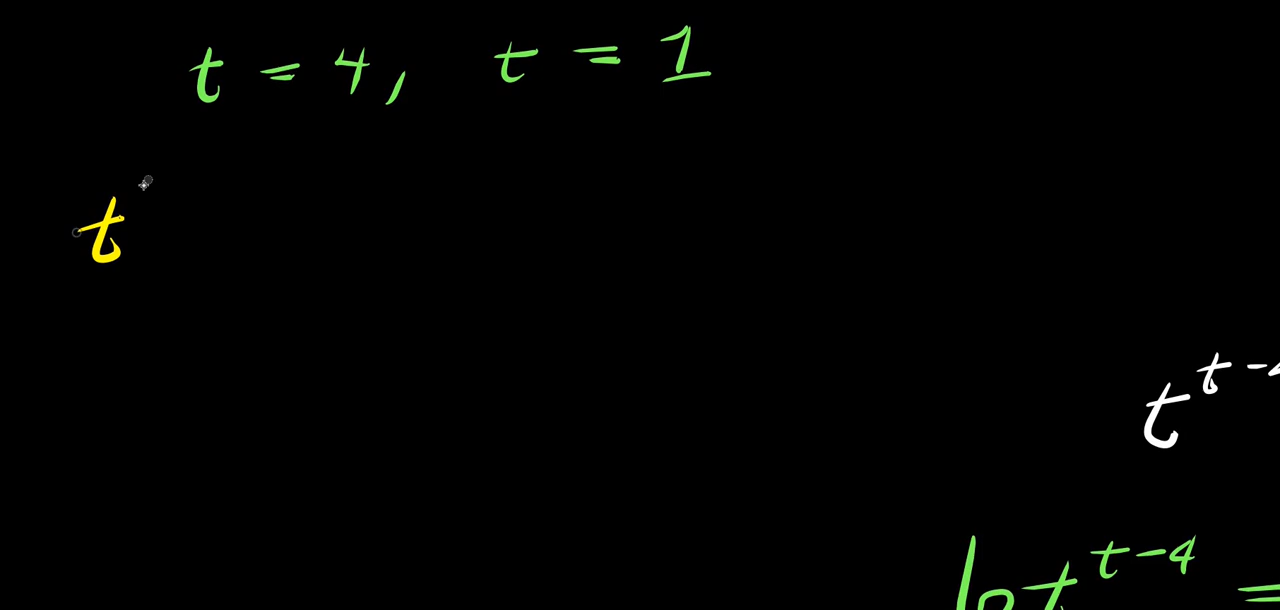 t = 4, t = 1
t
t^{t-
ln t^{t-4} =